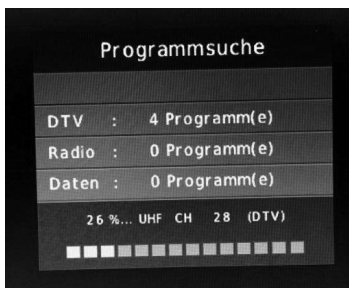 Programmsuche
DTV : 4 Programm(e)
Radio : 0 Programm(e)
Daten : 0 Programm(e)
26 %... UHF CH 28 (DTV)